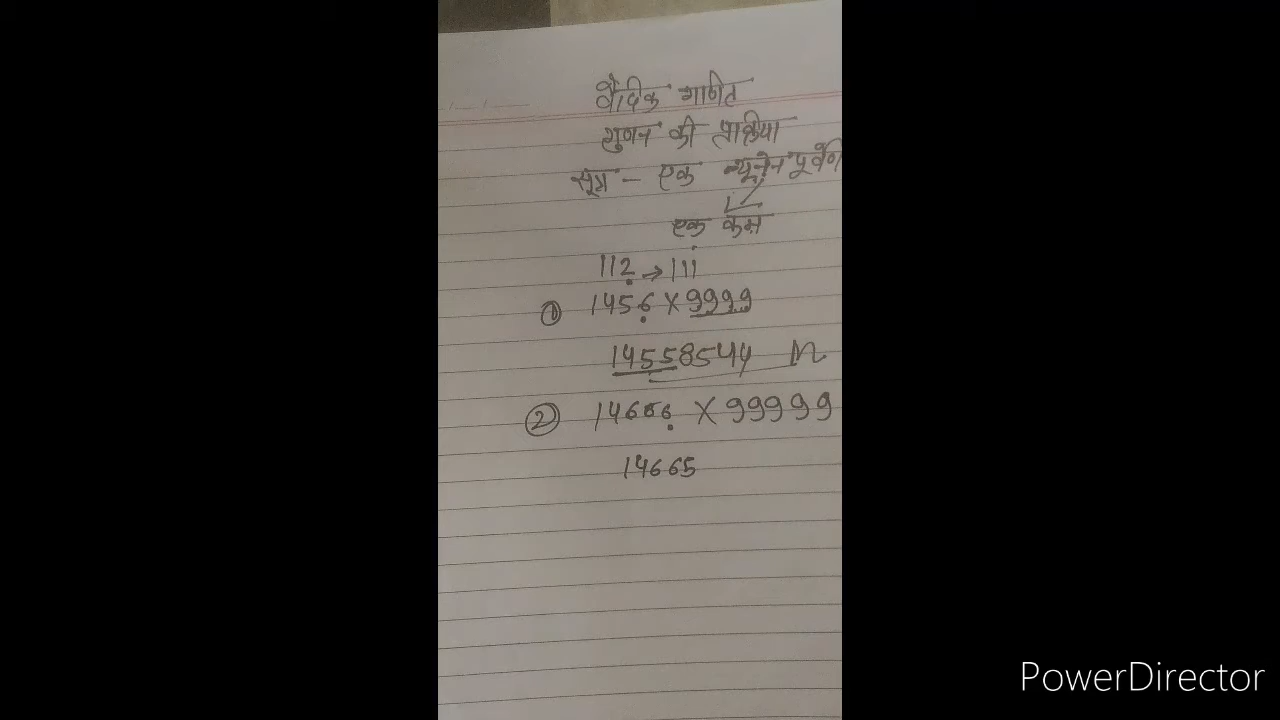 वैदिक गणित
गुणन की प्रक्रिया
सूत्र - एक न्यूनेन पूर्वेण
एक कम
112 → 111
① 1456 X 9999
14558544
② 14666 X 99999
14665
PowerDirector